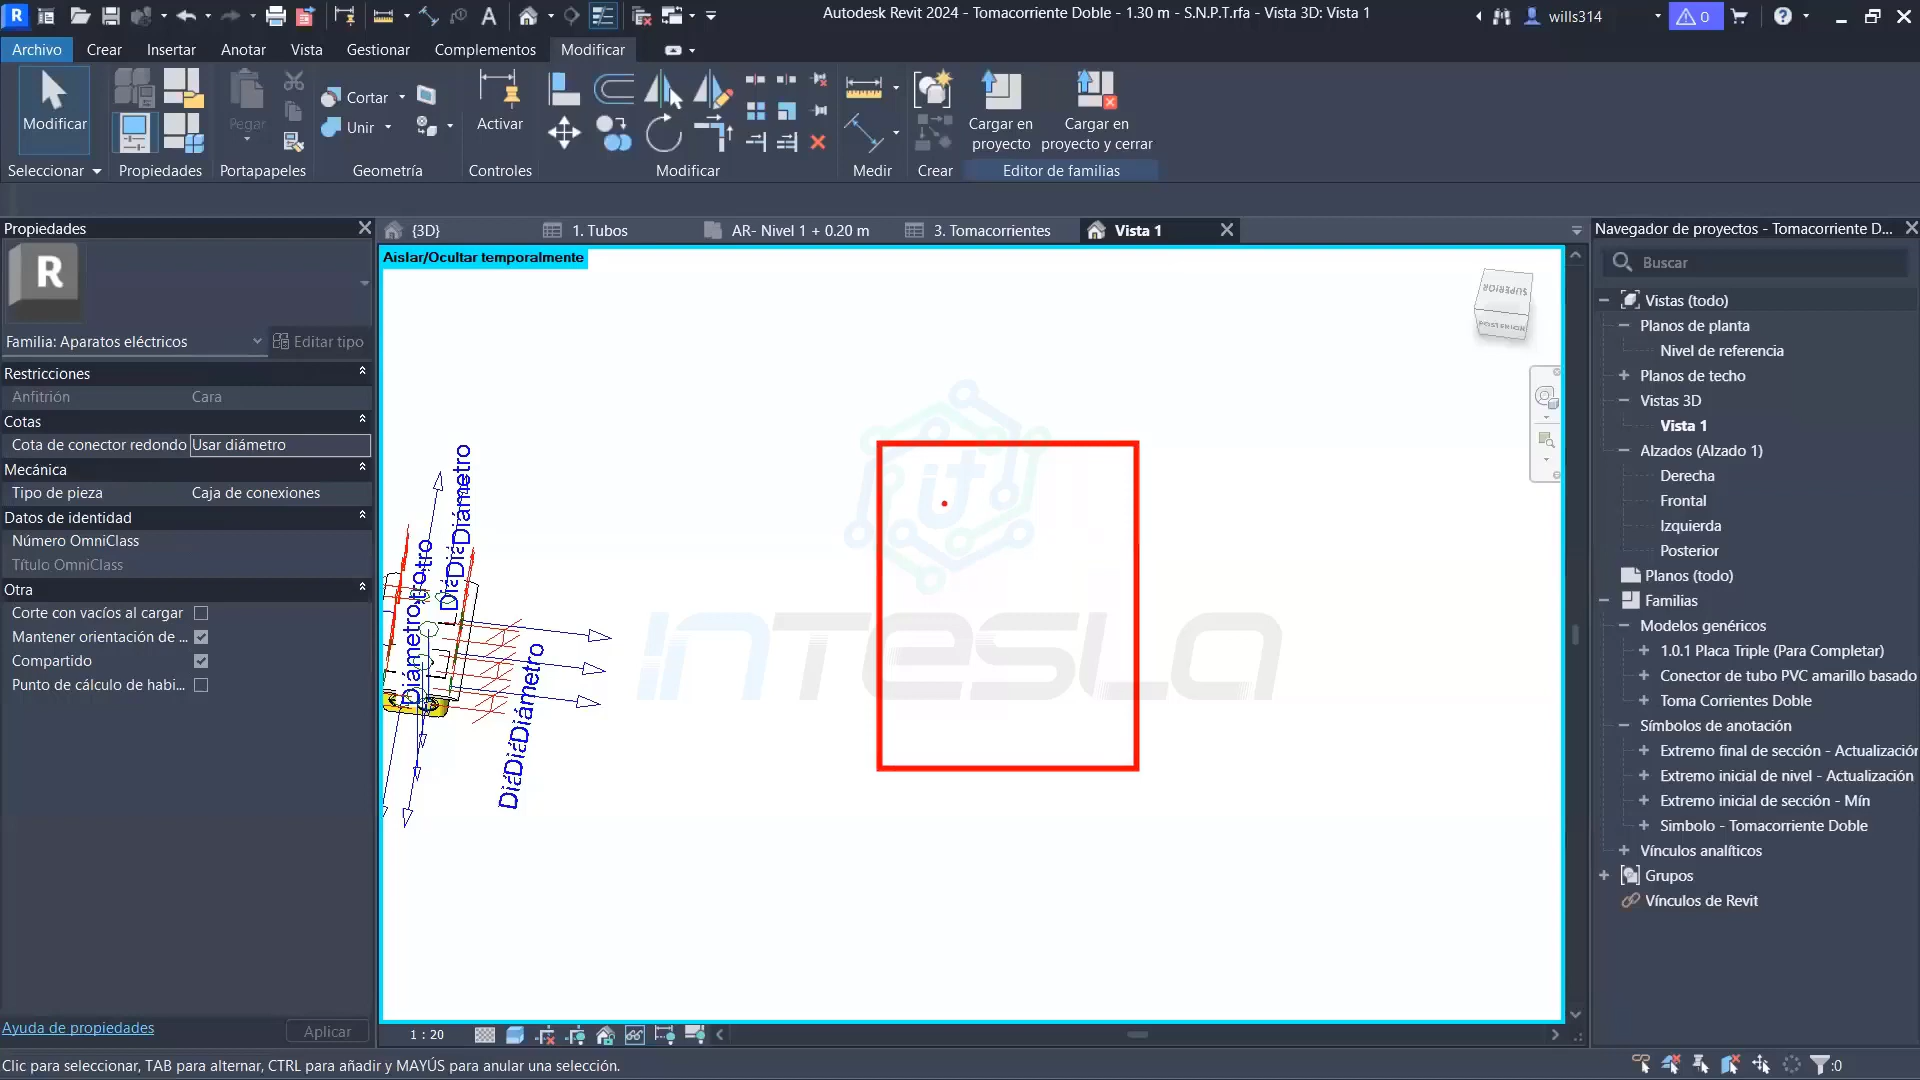 Autodesk Revit 2024 - Tomacorriente Doble - 1.30 m - S.N.P.T.rfa - Vista 3D: Vista 1
wills314
0
Archivo Crear Insertar Anotar Vista Gestionar Complementos Modificar
Modificar
Pegar
Cortar
Unir
Activar
Cargar en proyecto
Cargar en proyecto y cerrar
Seleccionar Propiedades Portapapeles Geometría Controles Modificar Medir Crear Editor de familias
Propiedades
{3D} 1. Tubos AR- Nivel 1 + 0.20 m 3. Tomacorrientes Vista 1
Navegador de proyectos - Tomacorriente D...
R
Familia: Aparatos eléctricos
Editar tipo
Restricciones
Anfitrión Cara
Cotas
Cota de conector redondo Usar diámetro
Mecánica
Tipo de pieza Caja de conexiones
Datos de identidad
Número OmniClass
Título OmniClass
Otra
Corte con vacíos al cargar
Mantener orientación de ...
Compartido
Punto de cálculo de habi...
Ayuda de propiedades
Aplicar
Aislar/Ocultar temporalmente
SUPERIOR
POSTERIOR
DiáDiáDiámetro
Diámetro
DiáDiáDiámetro
it
INTESLA
1 : 20
Buscar
Vistas (todo)
Planos de planta
Nivel de referencia
Planos de techo
Vistas 3D
Vista 1
Alzados (Alzado 1)
Derecha
Frontal
Izquierda
Posterior
Planos (todo)
Familias
Modelos genéricos
1.0.1 Placa Triple (Para Completar)
Conector de tubo PVC amarillo basado
Toma Corrientes Doble
Símbolos de anotación
Extremo final de sección - Actualización
Extremo inicial de nivel - Actualización
Extremo inicial de sección - Mín
Simbolo - Tomacorriente Doble
Vínculos analíticos
Grupos
Vínculos de Revit
Clic para seleccionar, TAB para alternar, CTRL para añadir y MAYÚS para anular una selección.
:0